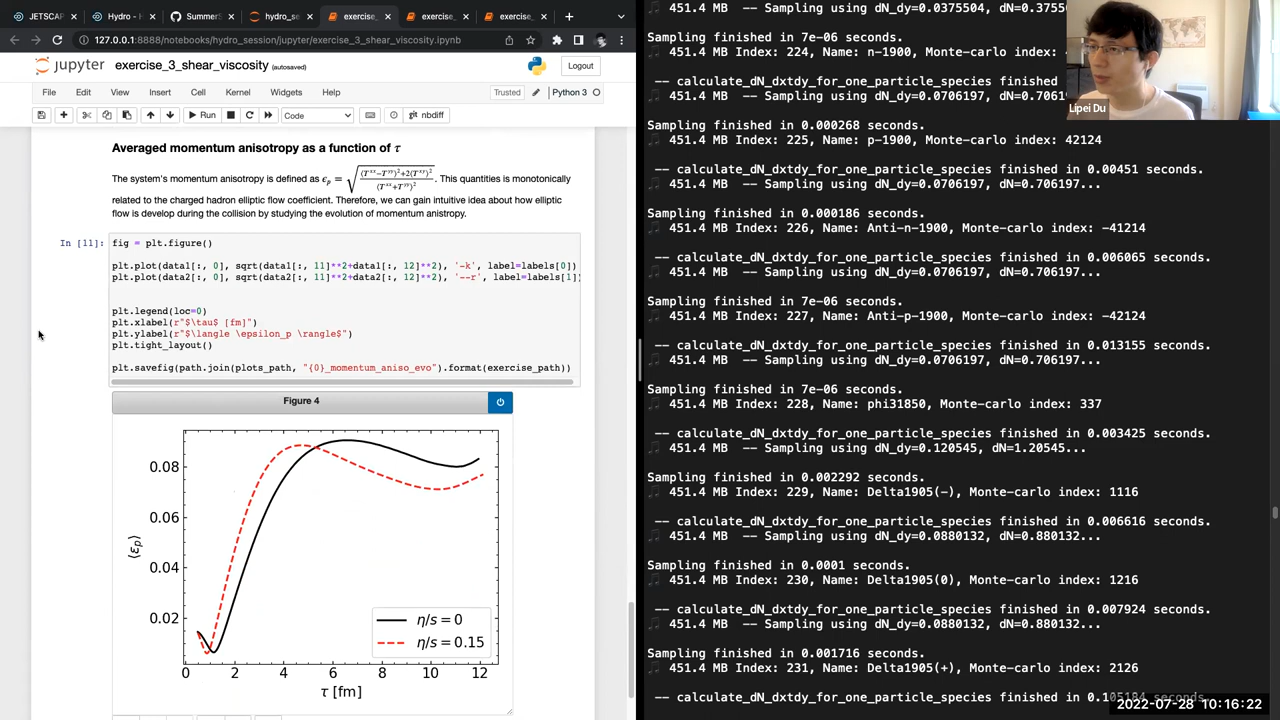 JETSCAP
Hydro - H
SummerS
hydro_se
exercise_
exercise_
exercise_
127.0.0.1:8888/notebooks/hydro_session/jupyter/exercise_3_shear_viscosity.ipynb
jupyter exercise_3_shear_viscosity (autosaved)
Logout
File Edit View Insert Cell Kernel Widgets Help
Trusted
Python 3
Run
Code
nbdiff
Averaged momentum anisotropy as a function of τ
The system's momentum anisotropy is defined as ϵp = √(⟨T^xx−T^yy⟩^2+2⟨T^xy⟩^2 / ⟨T^xx+T^yy⟩^2). This quantities is monotonically
related to the charged hadron elliptic flow coefficient. Therefore, we can gain intuitive idea about how elliptic
flow is develop during the collision by studying the evolution of momentum anistropy.
In [11]:
fig = plt.figure()
plt.plot(data1[:, 0], sqrt(data1[:, 11]**2+data1[:, 12]**2), '-k', label=labels[0])
plt.plot(data2[:, 0], sqrt(data2[:, 11]**2+data2[:, 12]**2), '--r', label=labels[1]
plt.legend(loc=0)
plt.xlabel(r"$\tau$ [fm]")
plt.ylabel(r"$\langle \epsilon_p \rangle$")
plt.tight_layout()
plt.savefig(path.join(plots_path, "{0}_momentum_aniso_evo").format(exercise_path))
Figure 4
0.08
0.06
0.04
0.02
⟨εp⟩
η/s = 0
η/s = 0.15
0 2 4 6 8 10 12
τ [fm]
451.4 MB -- Sampling using dN_dy=0.0375504, dN=0.3755
Sampling finished in 7e-06 seconds.
451.4 MB Index: 224, Name: n-1900, Monte-carlo index:
-- calculate_dN_dxtdy_for_one_particle_species finished
451.4 MB -- Sampling using dN_dy=0.0706197, dN=0.7061
Sampling finished in 0.000268 seconds.
451.4 MB Index: 225, Name: p-1900, Monte-carlo index: 42124
-- calculate_dN_dxtdy_for_one_particle_species finished in 0.00451 seconds.
451.4 MB -- Sampling using dN_dy=0.0706197, dN=0.706197...
Sampling finished in 0.000186 seconds.
451.4 MB Index: 226, Name: Anti-n-1900, Monte-carlo index: -41214
-- calculate_dN_dxtdy_for_one_particle_species finished in 0.006065 seconds.
451.4 MB -- Sampling using dN_dy=0.0706197, dN=0.706197...
Sampling finished in 7e-06 seconds.
451.4 MB Index: 227, Name: Anti-p-1900, Monte-carlo index: -42124
-- calculate_dN_dxtdy_for_one_particle_species finished in 0.013155 seconds.
451.4 MB -- Sampling using dN_dy=0.0706197, dN=0.706197...
Sampling finished in 7e-06 seconds.
451.4 MB Index: 228, Name: phi31850, Monte-carlo index: 337
-- calculate_dN_dxtdy_for_one_particle_species finished in 0.003425 seconds.
451.4 MB -- Sampling using dN_dy=0.120545, dN=1.20545...
Sampling finished in 0.002292 seconds.
451.4 MB Index: 229, Name: Delta1905(-), Monte-carlo index: 1116
-- calculate_dN_dxtdy_for_one_particle_species finished in 0.006616 seconds.
451.4 MB -- Sampling using dN_dy=0.0880132, dN=0.880132...
Sampling finished in 0.0001 seconds.
451.4 MB Index: 230, Name: Delta1905(0), Monte-carlo index: 1216
-- calculate_dN_dxtdy_for_one_particle_species finished in 0.007924 seconds.
451.4 MB -- Sampling using dN_dy=0.0880132, dN=0.880132...
Sampling finished in 0.001716 seconds.
451.4 MB Index: 231, Name: Delta1905(+), Monte-carlo index: 2126
-- calculate_dN_dxtdy_for_one_particle_species finished in 0.105184 seconds.
Lipei Du
2022-07-28 10:16:22